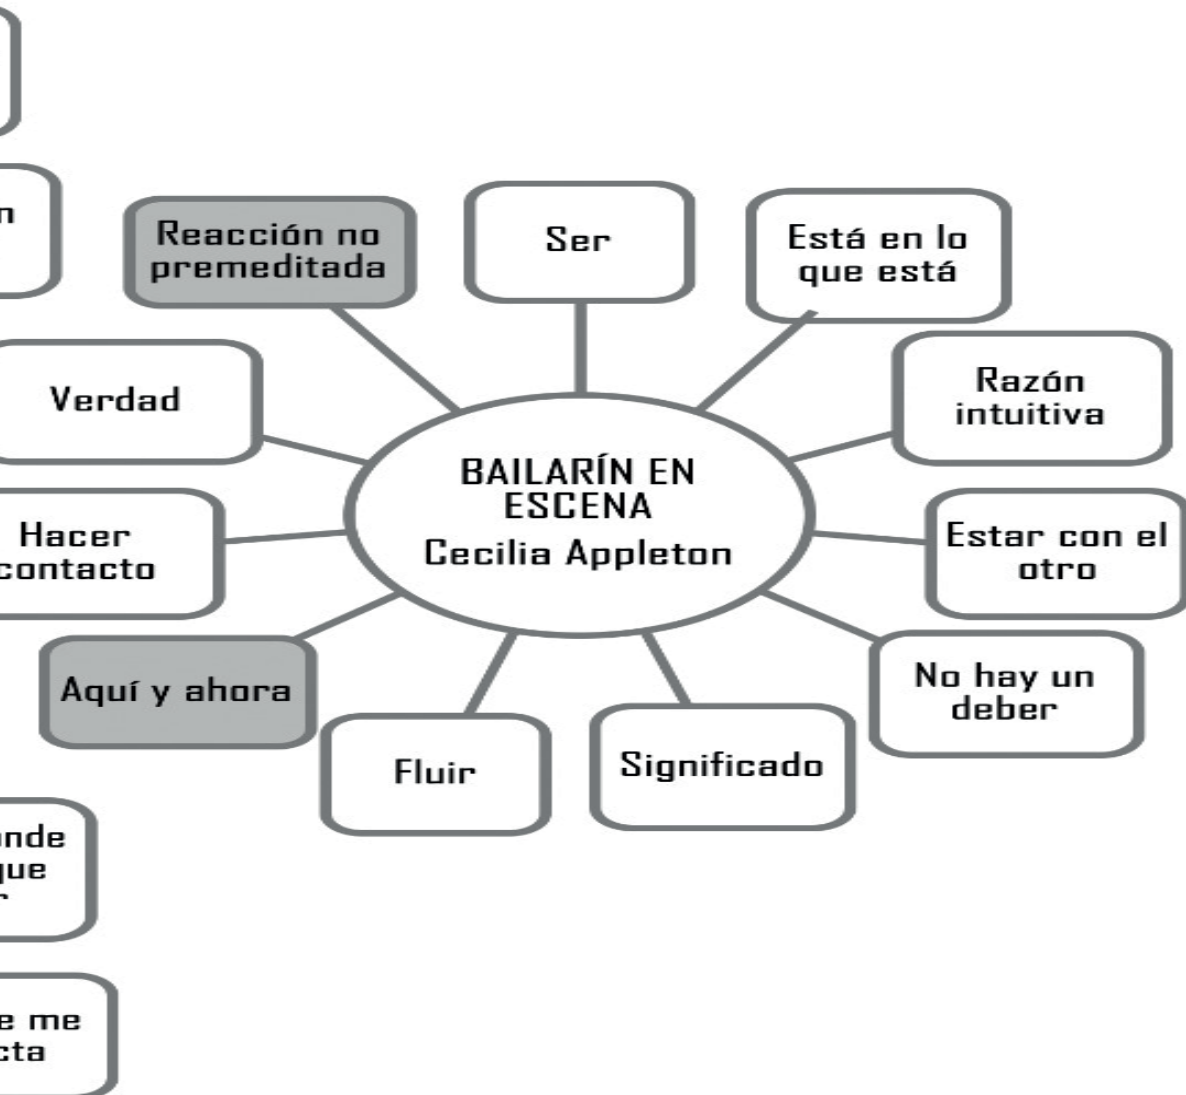 n
Reacción no
premeditada
Ser
Está en lo
que está
Verdad
Razón
intuitiva
BAILARÍN EN
ESCENA
Cecilia Appleton
Hacer
contacto
Estar con el
otro
Aquí y ahora
No hay un
deber
Fluir
Significado
me